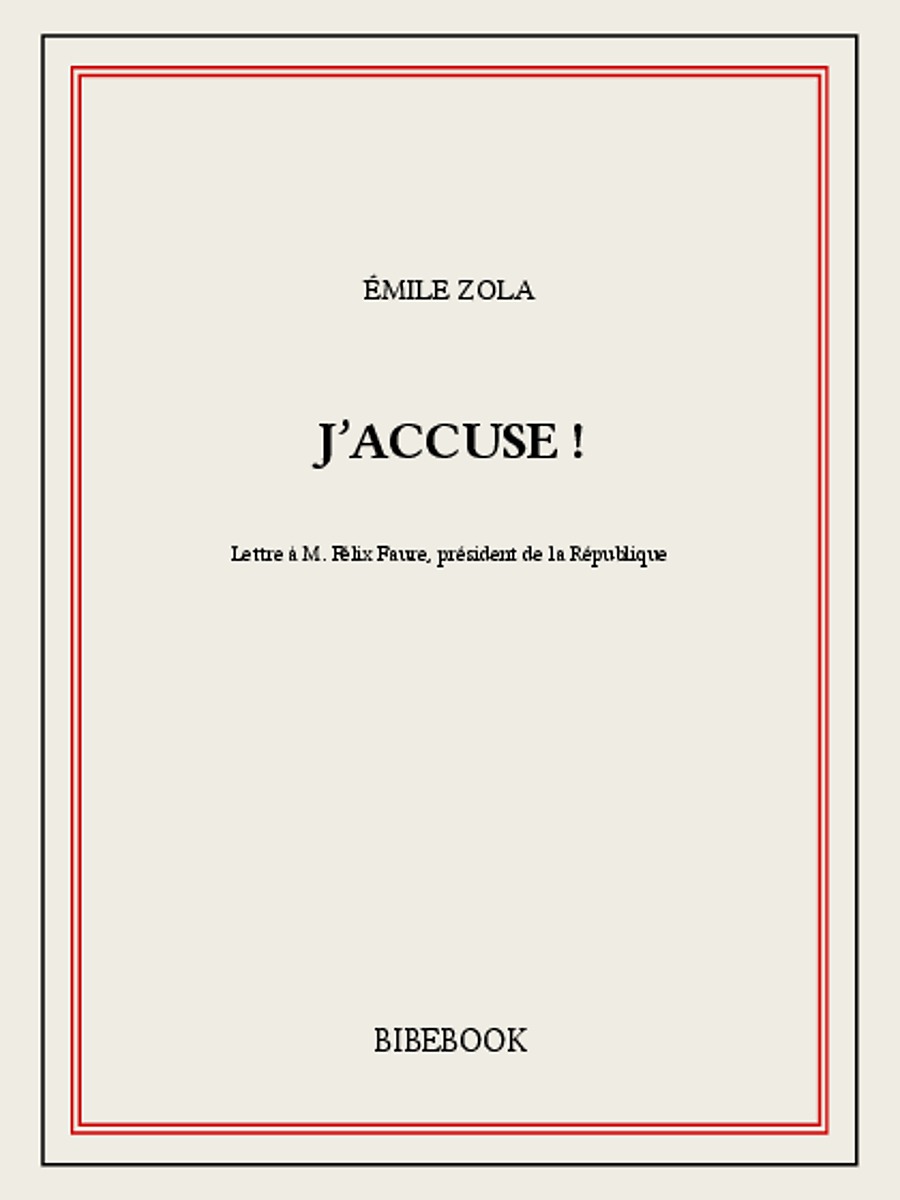 ÉMILE ZOLA
J’ACCUSE !
Lettre à M. Félix Faure, président de la République
BIBEBOOK